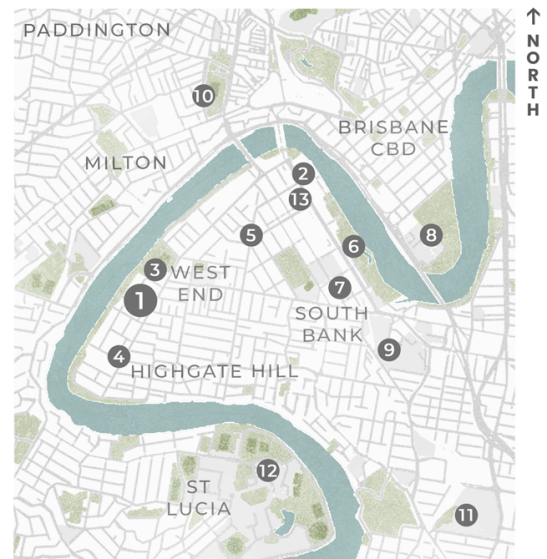 PADDINGTON
↑ NORTH
10
BRISBANE
CBD
MILTON
2
13
5
8
6
3
WEST
END
1
7
SOUTH
BANK
9
4
HIGHGATE HILL
12
ST
LUCIA
11